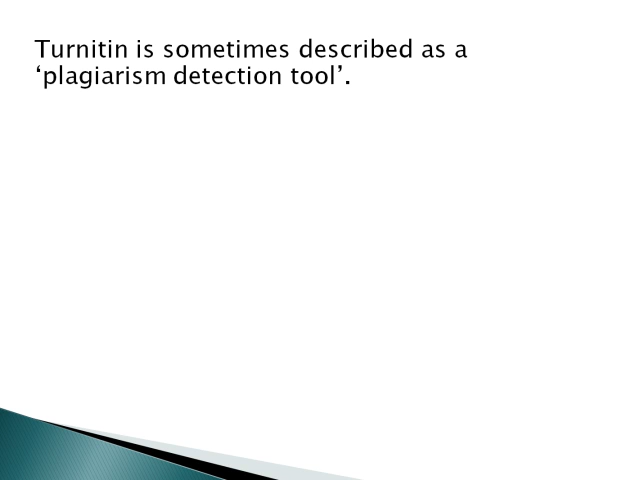 Turnitin is sometimes described as a
‘plagiarism detection tool’.